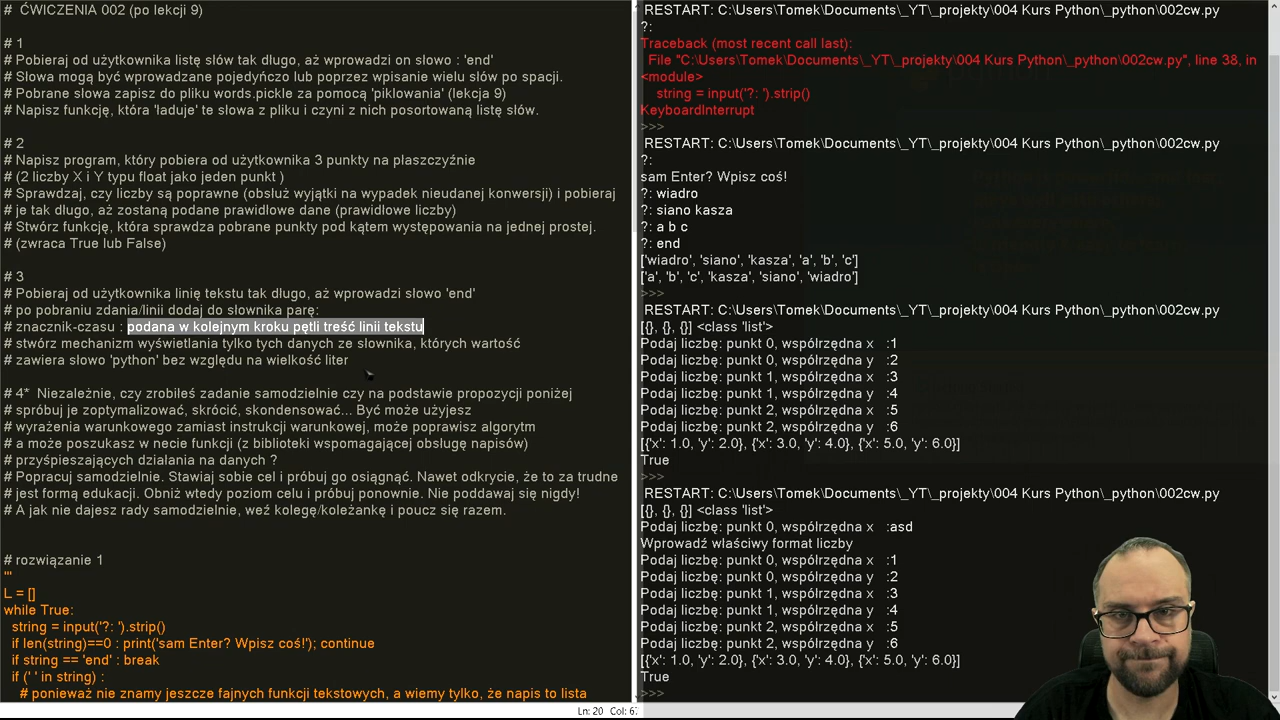 # ĆWICZENIA 002 (po lekcji 9)
# 1
# Pobieraj od użytkownika listę słów tak długo, aż wprowadzi on słowo : 'end'
# Słowa mogą być wprowadzane pojedyńczo lub poprzez wpisanie wielu słów po spacji.
# Pobrane słowa zapisz do pliku words.pickle za pomocą 'piklowania' (lekcja 9)
# Napisz funkcję, która 'ładuje' te słowa z pliku i czyni z nich posortowaną listę słów.
# 2
# Napisz program, który pobiera od użytkownika 3 punkty na płaszczyźnie
# (2 liczby X i Y typu float jako jeden punkt )
# Sprawdzaj, czy liczby są poprawne (obsłuż wyjątki na wypadek nieudanej konwersji) i pobieraj
# je tak długo, aż zostaną podane prawidłowe dane (prawidłowe liczby)
# Stwórz funkcję, która sprawdza pobrane punkty pod kątem występowania na jednej prostej.
# (zwraca True lub False)
# 3
# Pobieraj od użytkownika linię tekstu tak długo, aż wprowadzi słowo 'end'
# po pobraniu zdania/linii dodaj do słownika parę:
# znacznik-czasu : podana w kolejnym kroku pętli treść linii tekstu
# stwórz mechanizm wyświetlania tylko tych danych ze słownika, których wartość
# zawiera słowo 'python' bez względu na wielkość liter
# 4* Niezależnie, czy zrobiłeś zadanie samodzielnie czy na podstawie propozycji poniżej
# spróbuj je zoptymalizować, skrócić, skondensować... Być może użyjesz
# wyrażenia warunkowego zamiast instrukcji warunkowej, może poprawisz algorytm
# a może poszukasz w necie funkcji (z biblioteki wspomagającej obsługę napisów)
# przyśpieszających działania na danych ?
# Popracuj samodzielnie. Stawiaj sobie cel i próbuj go osiągnąć. Nawet odkrycie, że to za trudne
# jest formą edukacji. Obniż wtedy poziom celu i próbuj ponownie. Nie poddawaj się nigdy!
# A jak nie dajesz rady samodzielnie, weź kolegę/koleżankę i poucz się razem.
# rozwiązanie 1
'''
L = []
while True:
string = input('?: ').strip()
if len(string)==0 : print('sam Enter? Wpisz coś!'); continue
if string == 'end' : break
if (' ' in string) :
# ponieważ nie znamy jeszcze fajnych funkcji tekstowych, a wiemy tylko, że napis to lista
RESTART: C:\Users\Tomek\Documents\_YT\_projekty\004 Kurs Python\_python\002cw.py
?:
Traceback (most recent call last):
File "C:\Users\Tomek\Documents\_YT\_projekty\004 Kurs Python\_python\002cw.py", line 38, in
<module>
string = input('?: ').strip()
KeyboardInterrupt
>>>
RESTART: C:\Users\Tomek\Documents\_YT\_projekty\004 Kurs Python\_python\002cw.py
?:
sam Enter? Wpisz coś!
?: wiadro
?: siano kasza
?: a b c
?: end
['wiadro', 'siano', 'kasza', 'a', 'b', 'c']
['a', 'b', 'c', 'kasza', 'siano', 'wiadro']
>>>
RESTART: C:\Users\Tomek\Documents\_YT\_projekty\004 Kurs Python\_python\002cw.py
[{}, {}, {}] <class 'list'>
Podaj liczbę: punkt 0, współrzędna x :1
Podaj liczbę: punkt 0, współrzędna y :2
Podaj liczbę: punkt 1, współrzędna x :3
Podaj liczbę: punkt 1, współrzędna y :4
Podaj liczbę: punkt 2, współrzędna x :5
Podaj liczbę: punkt 2, współrzędna y :6
[{'x': 1.0, 'y': 2.0}, {'x': 3.0, 'y': 4.0}, {'x': 5.0, 'y': 6.0}]
True
>>>
RESTART: C:\Users\Tomek\Documents\_YT\_projekty\004 Kurs Python\_python\002cw.py
[{}, {}, {}] <class 'list'>
Podaj liczbę: punkt 0, współrzędna x :asd
Wprowadź właściwy format liczby
Podaj liczbę: punkt 0, współrzędna x :1
Podaj liczbę: punkt 0, współrzędna y :2
Podaj liczbę: punkt 1, współrzędna x :3
Podaj liczbę: punkt 1, współrzędna y :4
Podaj liczbę: punkt 2, współrzędna x :5
Podaj liczbę: punkt 2, współrzędna y :6
[{'x': 1.0, 'y': 2.0}, {'x': 3.0, 'y': 4.0}, {'x': 5.0, 'y': 6.0}]
True
>>>
Ln: 20 Col: 6